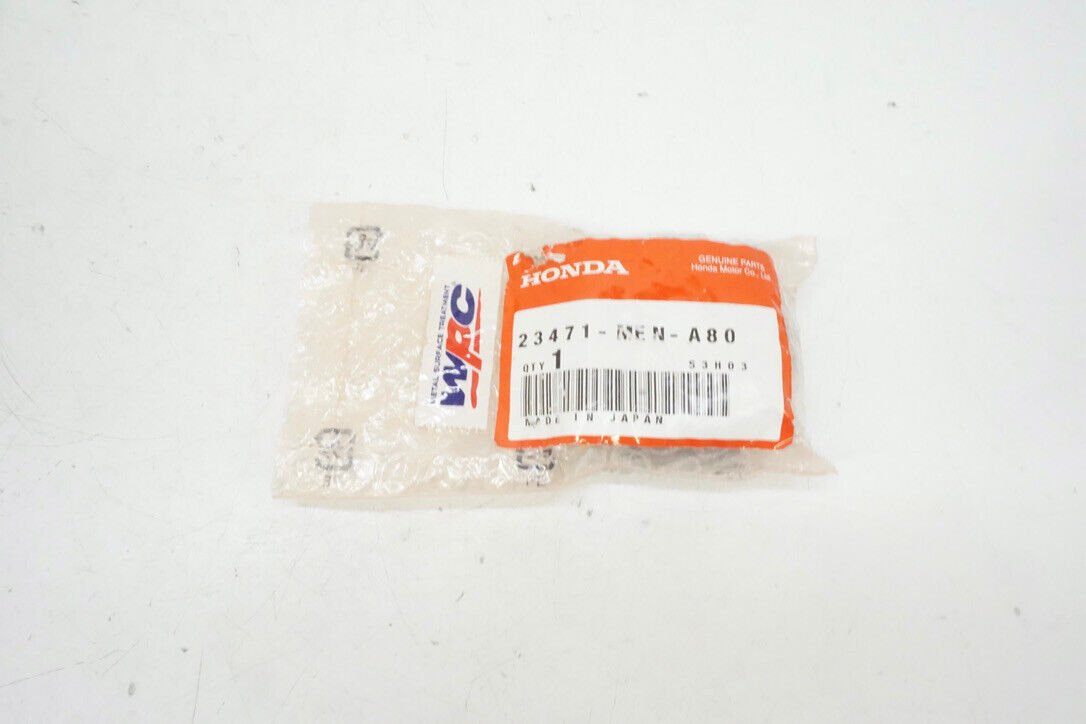 METAL SURFACE TREATMENT
WPC
HONDA
GENUINE PARTS
Honda Motor Co., Ltd.
23471-MEN-A80
QTY 1
53H03
MADE IN JAPAN